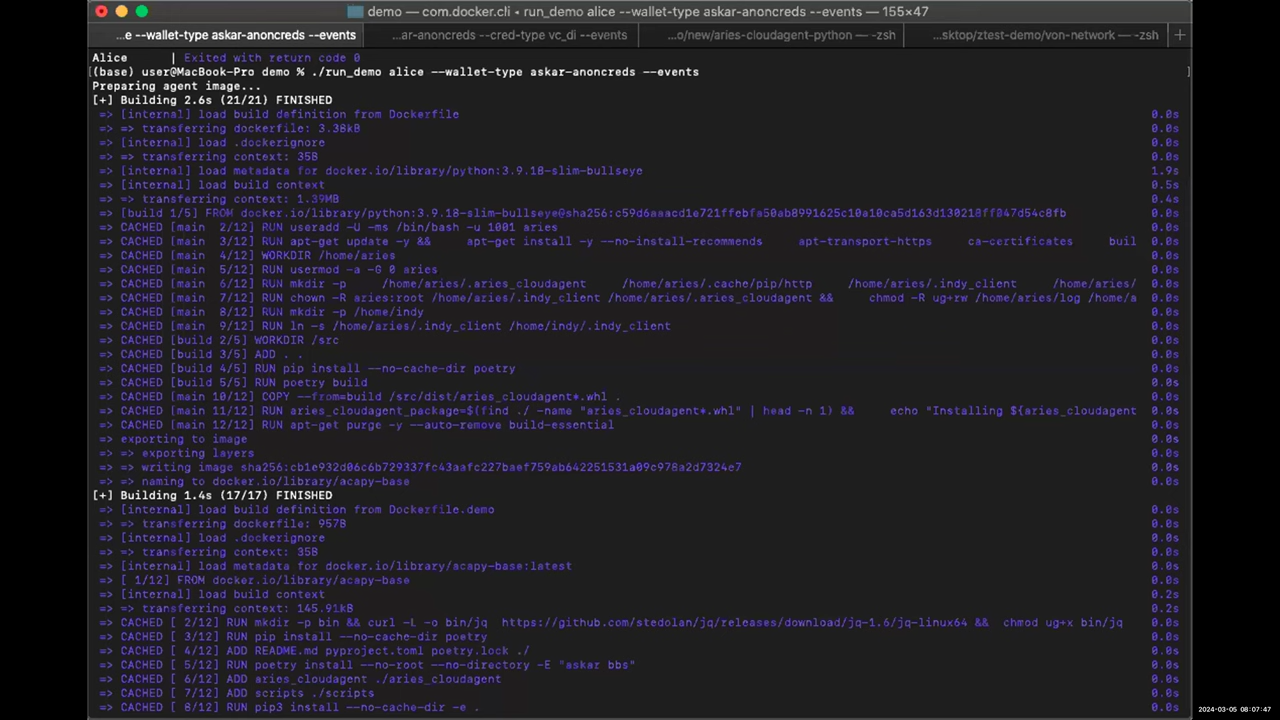 demo — com.docker.cli • run_demo alice --wallet-type askar-anoncreds --events — 155×47
...e --wallet-type askar-anoncreds --events
...ar-anoncreds --cred-type vc_di --events
...o/new/aries-cloudagent-python — -zsh
...sktop/ztest-demo/von-network — -zsh
+
Alice      | Exited with return code 0
[(base) user@MacBook-Pro demo % ./run_demo alice --wallet-type askar-anoncreds --events ]
Preparing agent image...
[+] Building 2.6s (21/21) FINISHED
=> [internal] load build definition from Dockerfile 0.0s
=> => transferring dockerfile: 3.38kB 0.0s
=> [internal] load .dockerignore 0.0s
=> => transferring context: 35B 0.0s
=> [internal] load metadata for docker.io/library/python:3.9.18-slim-bullseye 1.9s
=> [internal] load build context 0.5s
=> => transferring context: 1.39MB 0.4s
=> [build 1/5] FROM docker.io/library/python:3.9.18-slim-bullseye@sha256:c59d6aaacd1e721ffebfa50ab8991625c10a10ca5d163d130218ff047d54c8fb 0.0s
=> CACHED [main  2/12] RUN useradd -U -ms /bin/bash -u 1001 aries 0.0s
=> CACHED [main  3/12] RUN apt-get update -y &&     apt-get install -y --no-install-recommends     apt-transport-https     ca-certificates     buil 0.0s
=> CACHED [main  4/12] WORKDIR /home/aries 0.0s
=> CACHED [main  5/12] RUN usermod -a -G 0 aries 0.0s
=> CACHED [main  6/12] RUN mkdir -p     /home/aries/.aries_cloudagent     /home/aries/.cache/pip/http     /home/aries/.indy_client     /home/aries/ 0.0s
=> CACHED [main  7/12] RUN chown -R aries:root /home/aries/.indy_client /home/aries/.aries_cloudagent &&     chmod -R ug+rw /home/aries/log /home/a 0.0s
=> CACHED [main  8/12] RUN mkdir -p /home/indy 0.0s
=> CACHED [main  9/12] RUN ln -s /home/aries/.indy_client /home/indy/.indy_client 0.0s
=> CACHED [build 2/5] WORKDIR /src 0.0s
=> CACHED [build 3/5] ADD . . 0.0s
=> CACHED [build 4/5] RUN pip install --no-cache-dir poetry 0.0s
=> CACHED [build 5/5] RUN poetry build 0.0s
=> CACHED [main 10/12] COPY --from=build /src/dist/aries_cloudagent*.whl . 0.0s
=> CACHED [main 11/12] RUN aries_cloudagent_package=$(find ./ -name "aries_cloudagent*.whl" | head -n 1) &&     echo "Installing ${aries_cloudagent 0.0s
=> CACHED [main 12/12] RUN apt-get purge -y --auto-remove build-essential 0.0s
=> exporting to image 0.0s
=> => exporting layers 0.0s
=> => writing image sha256:cb1e932d06c6b729337fc43aafc227baef759ab642251531a09c978a2d7324e7 0.0s
=> => naming to docker.io/library/acapy-base 0.0s
[+] Building 1.4s (17/17) FINISHED
=> [internal] load build definition from Dockerfile.demo 0.0s
=> => transferring dockerfile: 957B 0.0s
=> [internal] load .dockerignore 0.0s
=> => transferring context: 35B 0.0s
=> [internal] load metadata for docker.io/library/acapy-base:latest 0.0s
=> [ 1/12] FROM docker.io/library/acapy-base 0.0s
=> [internal] load build context 0.2s
=> => transferring context: 145.91kB 0.2s
=> CACHED [ 2/12] RUN mkdir -p bin && curl -L -o bin/jq  https://github.com/stedolan/jq/releases/download/jq-1.6/jq-linux64 &&  chmod ug+x bin/jq 0.0s
=> CACHED [ 3/12] RUN pip install --no-cache-dir poetry 0.0s
=> CACHED [ 4/12] ADD README.md pyproject.toml poetry.lock ./ 0.0s
=> CACHED [ 5/12] RUN poetry install --no-root --no-directory -E "askar bbs" 0.0s
=> CACHED [ 6/12] ADD aries_cloudagent ./aries_cloudagent 0.0s
=> CACHED [ 7/12] ADD scripts ./scripts 0.0s
=> CACHED [ 8/12] RUN pip3 install --no-cache-dir -e . 0.0s
2024-03-05 08:07:47